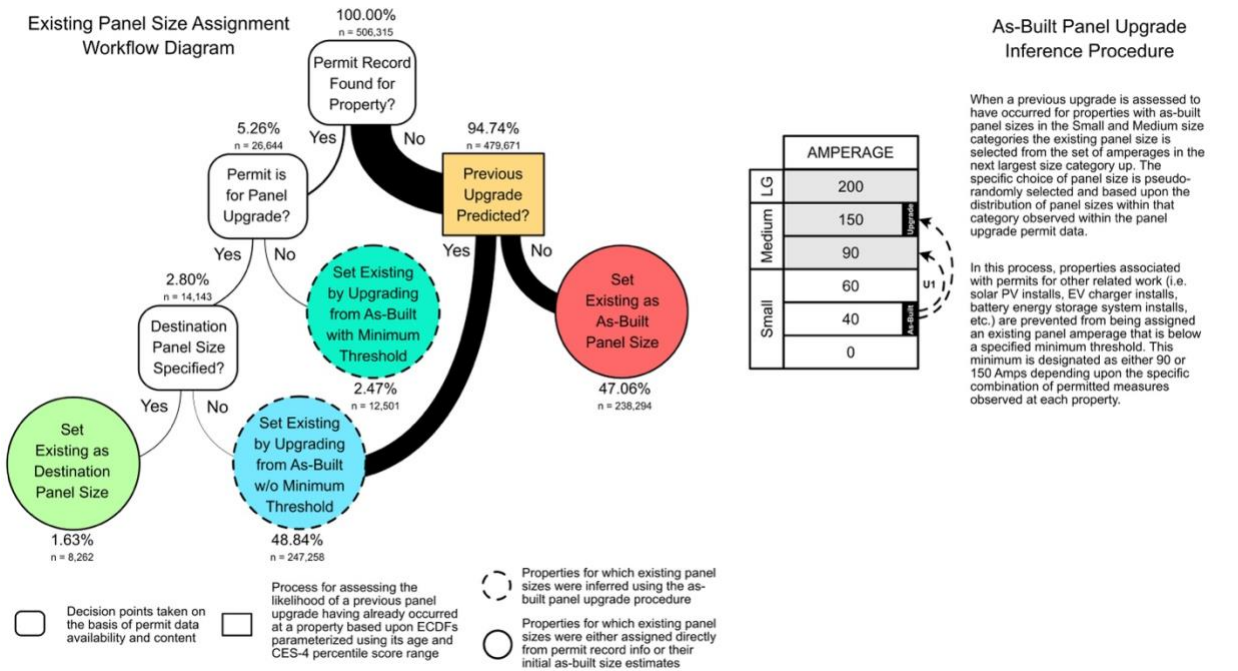 Existing Panel Size Assignment
Workflow Diagram
100.00%
n = 506,315
Permit Record
Found for
Property?
Yes
No
5.26%
n = 26,644
94.74%
n = 479,671
Permit is
for Panel
Upgrade?
Previous
Upgrade
Predicted?
Yes
No
Yes
No
2.80%
n = 14,143
Destination
Panel Size
Specified?
Set Existing
by Upgrading
from As-Built
with Minimum
Threshold
2.47%
n = 12,501
Set
Existing as
As-Built
Panel Size
47.06%
n = 238,294
Yes
No
Set
Existing as
Destination
Panel Size
1.63%
n = 8,262
Set Existing
by Upgrading
from As-Built
w/o Minimum
Threshold
48.84%
n = 247,258
Decision points taken on
the basis of permit data
availability and content
Process for assessing the
likelihood of a previous panel
upgrade having already occurred
at a property based upon ECDFs
parameterized using its age and
CES-4 percentile score range
Properties for which existing panel
sizes were inferred using the as-
built panel upgrade procedure
Properties for which existing panel
sizes were either assigned directly
from permit record info or their
initial as-built size estimates
AMPERAGE
LG
200
Medium
150
Upgrade
90
Small
60
U1
40
As-Built
0
As-Built Panel Upgrade
Inference Procedure
When a previous upgrade is assessed to
have occurred for properties with as-built
panel sizes in the Small and Medium size
categories the existing panel size is
selected from the set of amperages in the
next largest size category up. The
specific choice of panel size is pseudo-
randomly selected and based upon the
distribution of panel sizes within that
category observed within the panel
upgrade permit data.
In this process, properties associated
with permits for other related work (i.e.
solar PV installs, EV charger installs,
battery energy storage system installs,
etc.) are prevented from being assigned
an existing panel amperage that is below
a specified minimum threshold. This
minimum is designated as either 90 or
150 Amps depending upon the specific
combination of permitted measures
observed at each property.